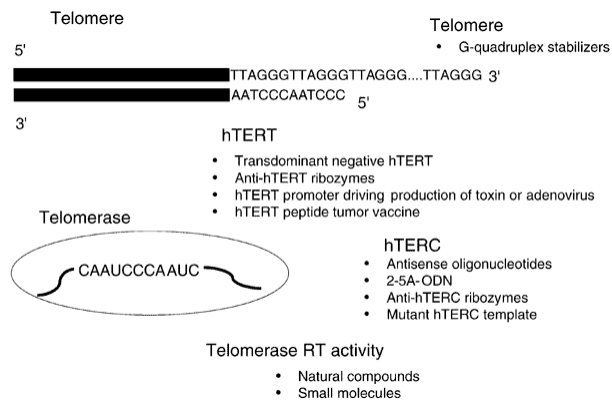 Telomere
Telomere
• G-quadruplex stabilizers
5'
TTAGGGTTAGGGTTAGGG....TTAGGG 3'
AATCCCAATCCC 5'
3'
hTERT
• Transdominant negative hTERT
• Anti-hTERT ribozymes
• hTERT promoter driving production of toxin or adenovirus
• hTERT peptide tumor vaccine
Telomerase
CAAUCCCAAUC
hTERC
• Antisense oligonucleotides
• 2-5A-ODN
• Anti-hTERC ribozymes
• Mutant hTERC template
Telomerase RT activity
• Natural compounds
• Small molecules